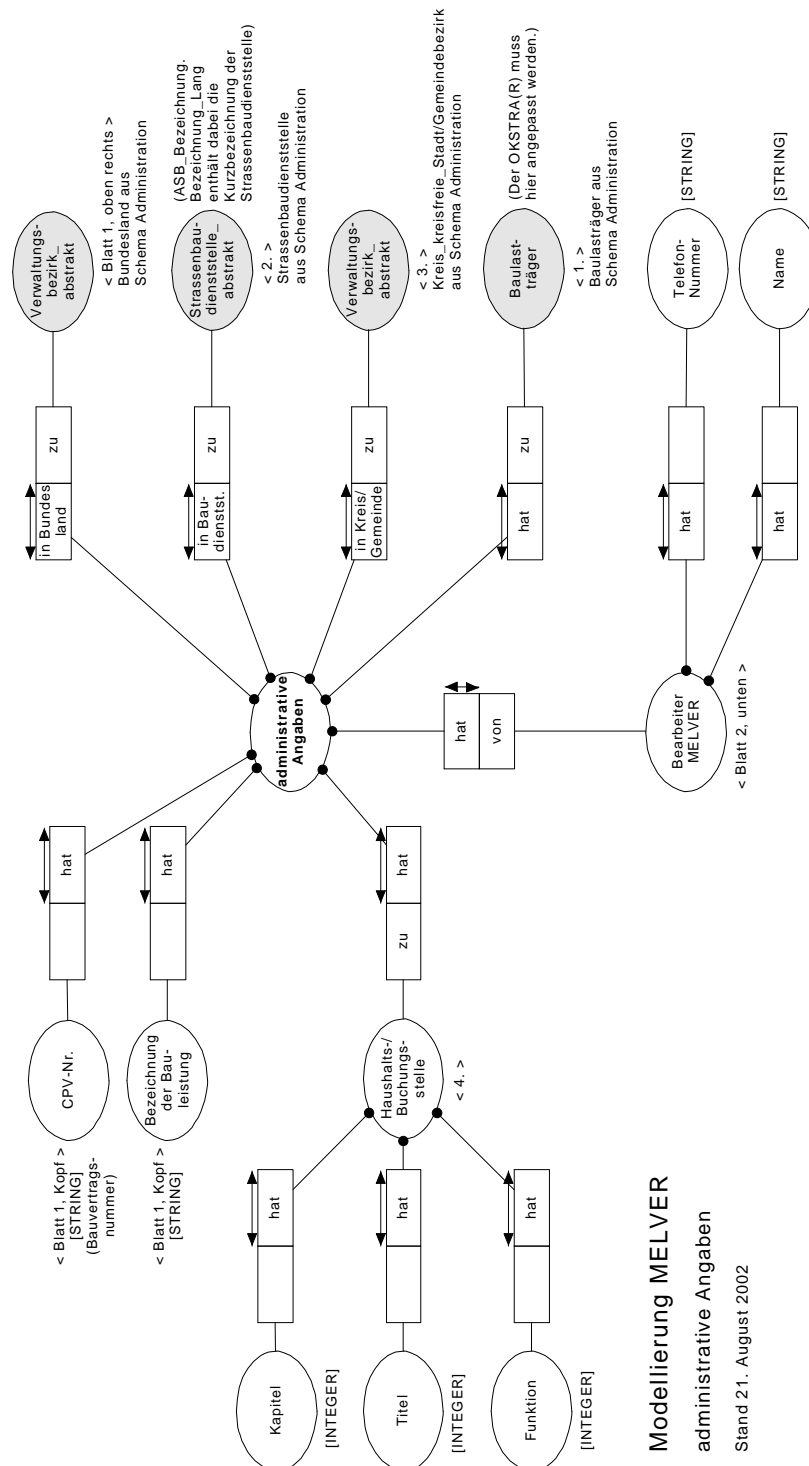 Verwaltungs-
bezirk_
abstrakt
< Blatt 1, oben rechts >
Bundesland aus
Schema Administration
zu
in Bundes
land
Strassenbau-
dienststelle_
abstrakt
(ASB_Bezeichnung.
Bezeichnung_Lang
enthält dabei die
Kurzbezeichnung der
Strassenbaudienststelle)
< 2. >
Strassenbaudienststelle
aus Schema Administration
zu
in Bau-
dienstst.
Verwaltungs-
bezirk_
abstrakt
< 3. >
Kreis_kreisfreie_Stadt/Gemeindebezirk
aus Schema Administration
zu
in Kreis/
Gemeinde
Baulast-
träger
(Der OKSTRA(R) muss
hier angepasst werden.)
< 1. >
Baulasträger aus
Schema Administration
zu
hat
Telefon-
Nummer
[STRING]
hat
Name
[STRING]
hat
administrative
Angaben
hat
von
Bearbeiter
MELVER
< Blatt 2, unten >
hat
CPV-Nr.
< Blatt 1, Kopf >
[STRING]
(Bauvertrags-
nummer)
hat
Bezeichnung
der Bau-
leistung
< Blatt 1, Kopf >
[STRING]
hat
zu
Haushalts-/
Buchungs-
stelle
< 4. >
hat
Kapitel
[INTEGER]
hat
Titel
[INTEGER]
hat
Funktion
[INTEGER]
Modellierung MELVER
administrative Angaben
Stand 21. August 2002